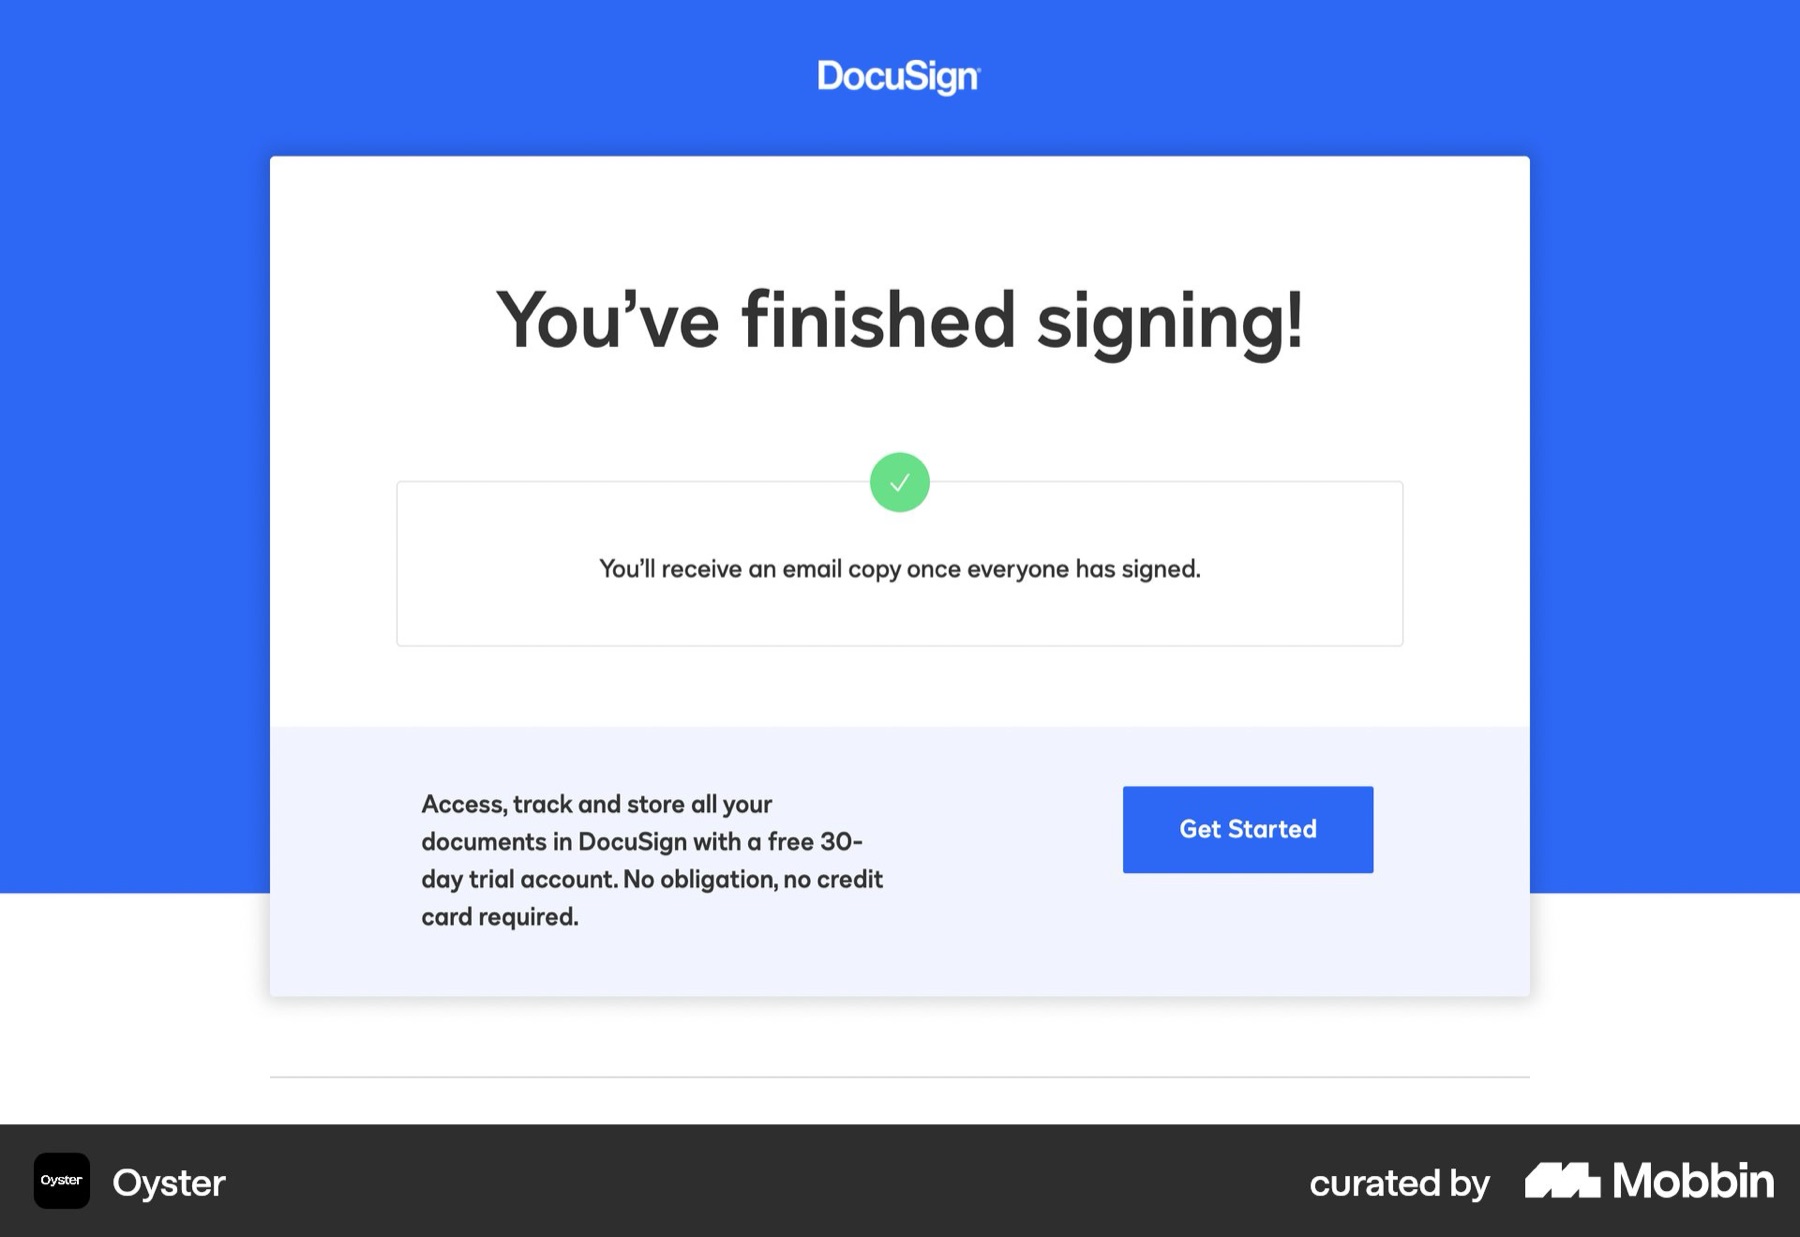 DocuSign
You’ve finished signing!
You’ll receive an email copy once everyone has signed.
Access, track and store all your
documents in DocuSign with a free 30-
day trial account. No obligation, no credit
card required.
Get Started
Oyster
Oyster
curated by
Mobbin